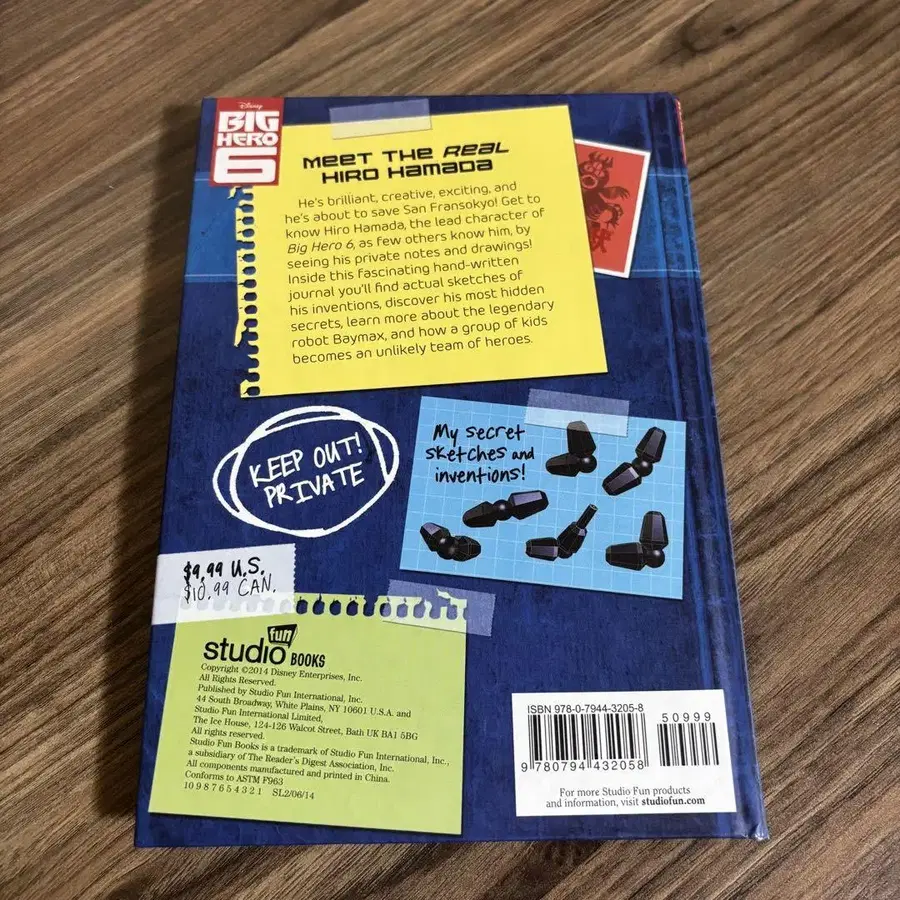 Disney
BIG
HERO
6
MEET THE REAL
HIRO HAMADA
He's brilliant, creative, exciting, and
he's about to save San Fransokyo! Get to
know Hiro Hamada, the lead character of
Big Hero 6, as few others know him, by
seeing his private notes and drawings!
Inside this fascinating hand-written
journal you'll find actual sketches of
his inventions, discover his most hidden
secrets, learn more about the legendary
robot Baymax, and how a group of kids
becomes an unlikely team of heroes.
KEEP OUT!
PRIVATE
My secret
sketches and
inventions!
$9.99 U.S.
$10.99 CAN.
studio fun BOOKS
Copyright ©2014 Disney Enterprises, Inc.
All Rights Reserved.
Published by Studio Fun International, Inc.
44 South Broadway, White Plains, NY 10601 U.S.A. and
Studio Fun International Limited,
The Ice House, 124-126 Walcot Street, Bath UK BA1 5BG
All rights reserved.
Studio Fun Books is a trademark of Studio Fun International, Inc.,
a subsidiary of The Reader's Digest Association, Inc.
All components manufactured and printed in China.
Conforms to ASTM F963
10 9 8 7 6 5 4 3 2 1 SL2/06/14
ISBN 978-0-7944-3205-8
50999
9 780794 432058
For more Studio Fun products
and information, visit studiofun.com